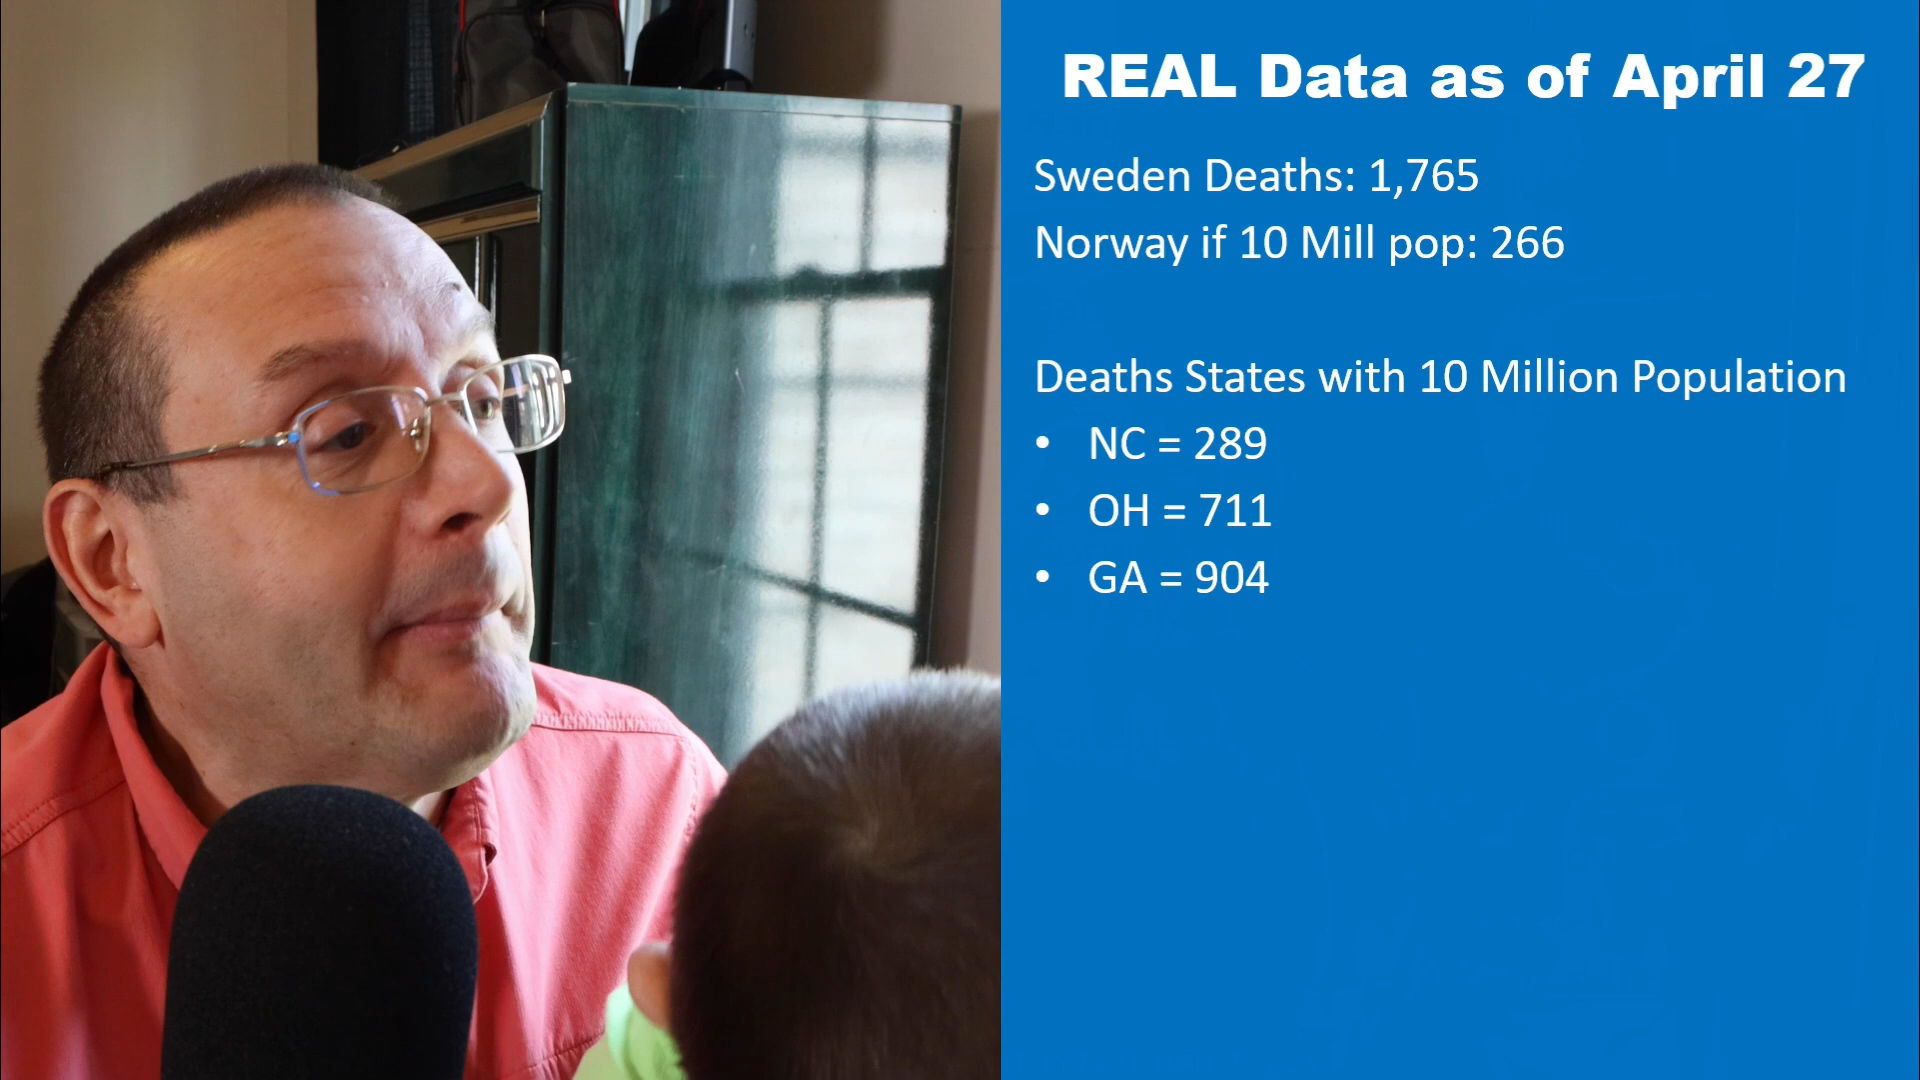 REAL Data as of April 27
Sweden Deaths: 1,765
Norway if 10 Mill pop: 266
Deaths States with 10 Million Population
• NC = 289
• OH = 711
• GA = 904